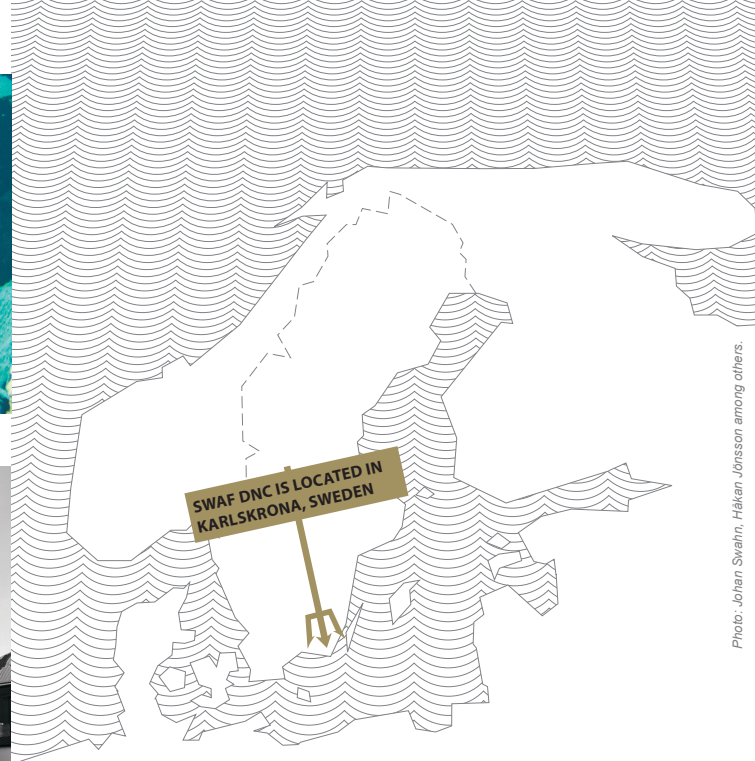 SWAF DNC IS LOCATED IN
KARLSKRONA, SWEDEN
Photo: Johan Swahn, Håkan Jönsson among others.